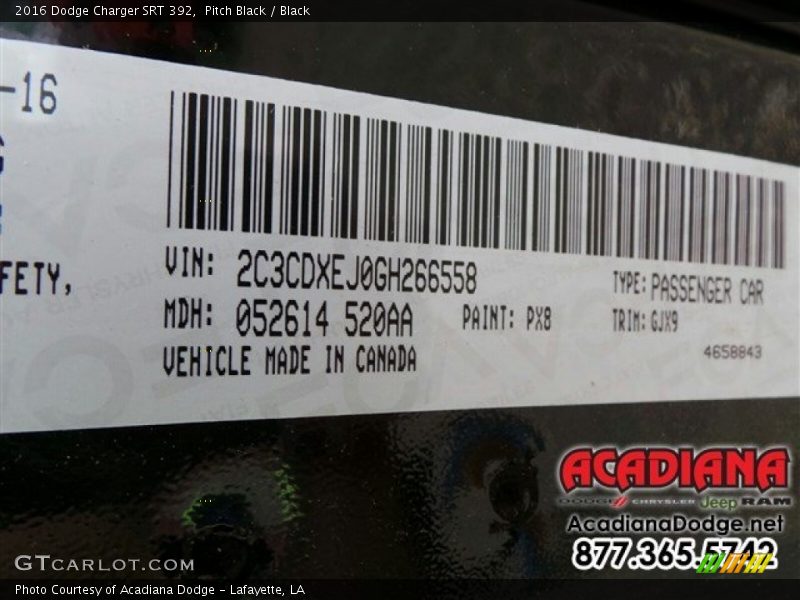 2016 Dodge Charger SRT 392,  Pitch Black / Black
-16
FETY,
VIN: 2C3CDXEJ0GH266558
TYPE: PASSENGER CAR
MDH: 052614 520AA
PAINT: PX8
TRIM: GJX9
VEHICLE MADE IN CANADA
4658843
ACADIANA
DODGE CHRYSLER Jeep RAM
AcadianaDodge.net
877.365.5742
GTCARLOT.COM
Photo Courtesy of Acadiana Dodge - Lafayette, LA